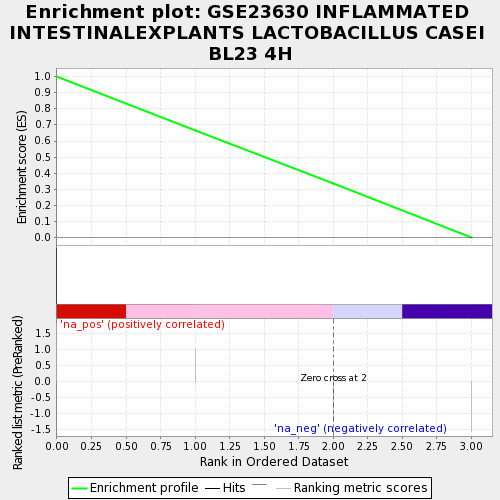 Enrichment plot: GSE23630 INFLAMMATED
INTESTINALEXPLANTS LACTOBACILLUS CASEI
BL23 4H
Enrichment score (ES)
1.0
0.9
0.8
0.7
0.6
0.5
0.4
0.3
0.2
0.1
0.0
'na_pos' (positively correlated)
Ranked list metric (PreRanked)
1.5
1.0
0.5
0.0
-0.5
-1.0
-1.5
Zero cross at 2
'na_neg' (negatively correlated)
0.00 0.25 0.50 0.75 1.00 1.25 1.50 1.75 2.00 2.25 2.50 2.75 3.00
Rank in Ordered Dataset
Enrichment profile Hits Ranking metric scores